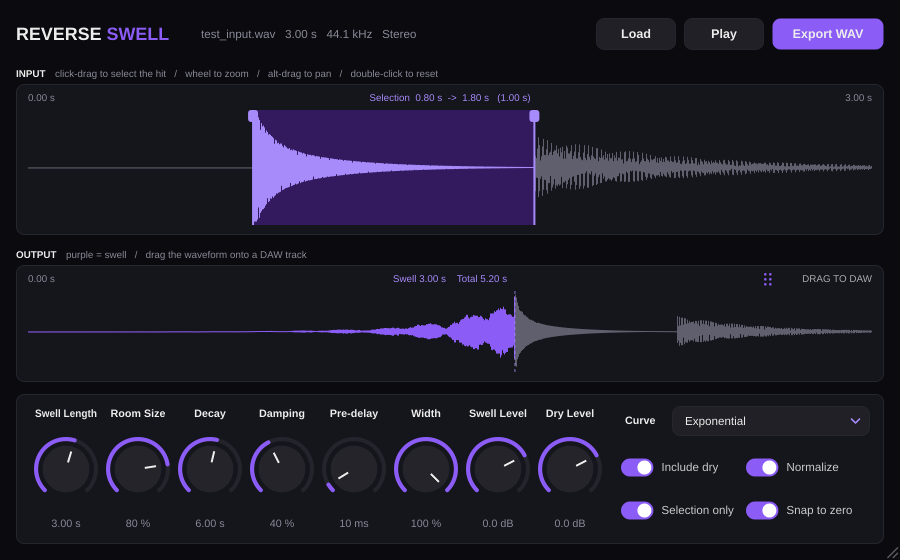 REVERSE SWELL test_input.wav 3.00 s 44.1 kHz Stereo Load Play Export WAV
INPUT click-drag to select the hit / wheel to zoom / alt-drag to pan / double-click to reset
0.00 s Selection 0.80 s -> 1.80 s (1.00 s) 3.00 s
OUTPUT purple = swell / drag the waveform onto a DAW track
0.00 s Swell 3.00 s Total 5.20 s DRAG TO DAW
Swell Length Room Size Decay Damping Pre-delay Width Swell Level Dry Level
Curve Exponential
Include dry Normalize
Selection only Snap to zero
3.00 s 80 % 6.00 s 40 % 10 ms 100 % 0.0 dB 0.0 dB